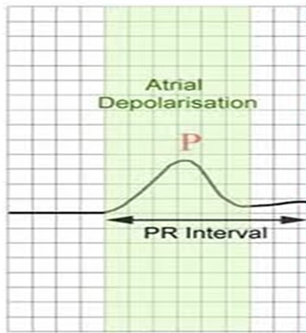 Atrial
Depolarisation
P
PR Interval